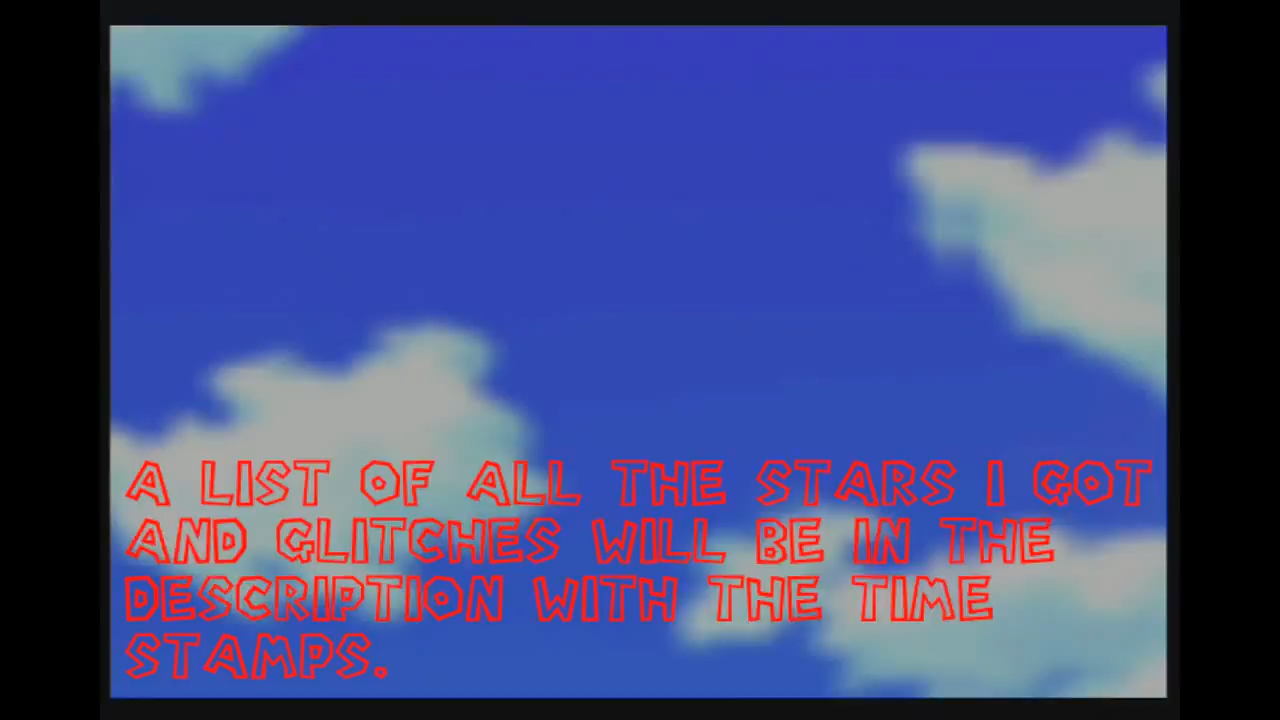 A LIST OF ALL THE STARS I GOT
AND GLITCHES WILL BE IN THE
DESCRIPTION WITH THE TIME
STAMPS.